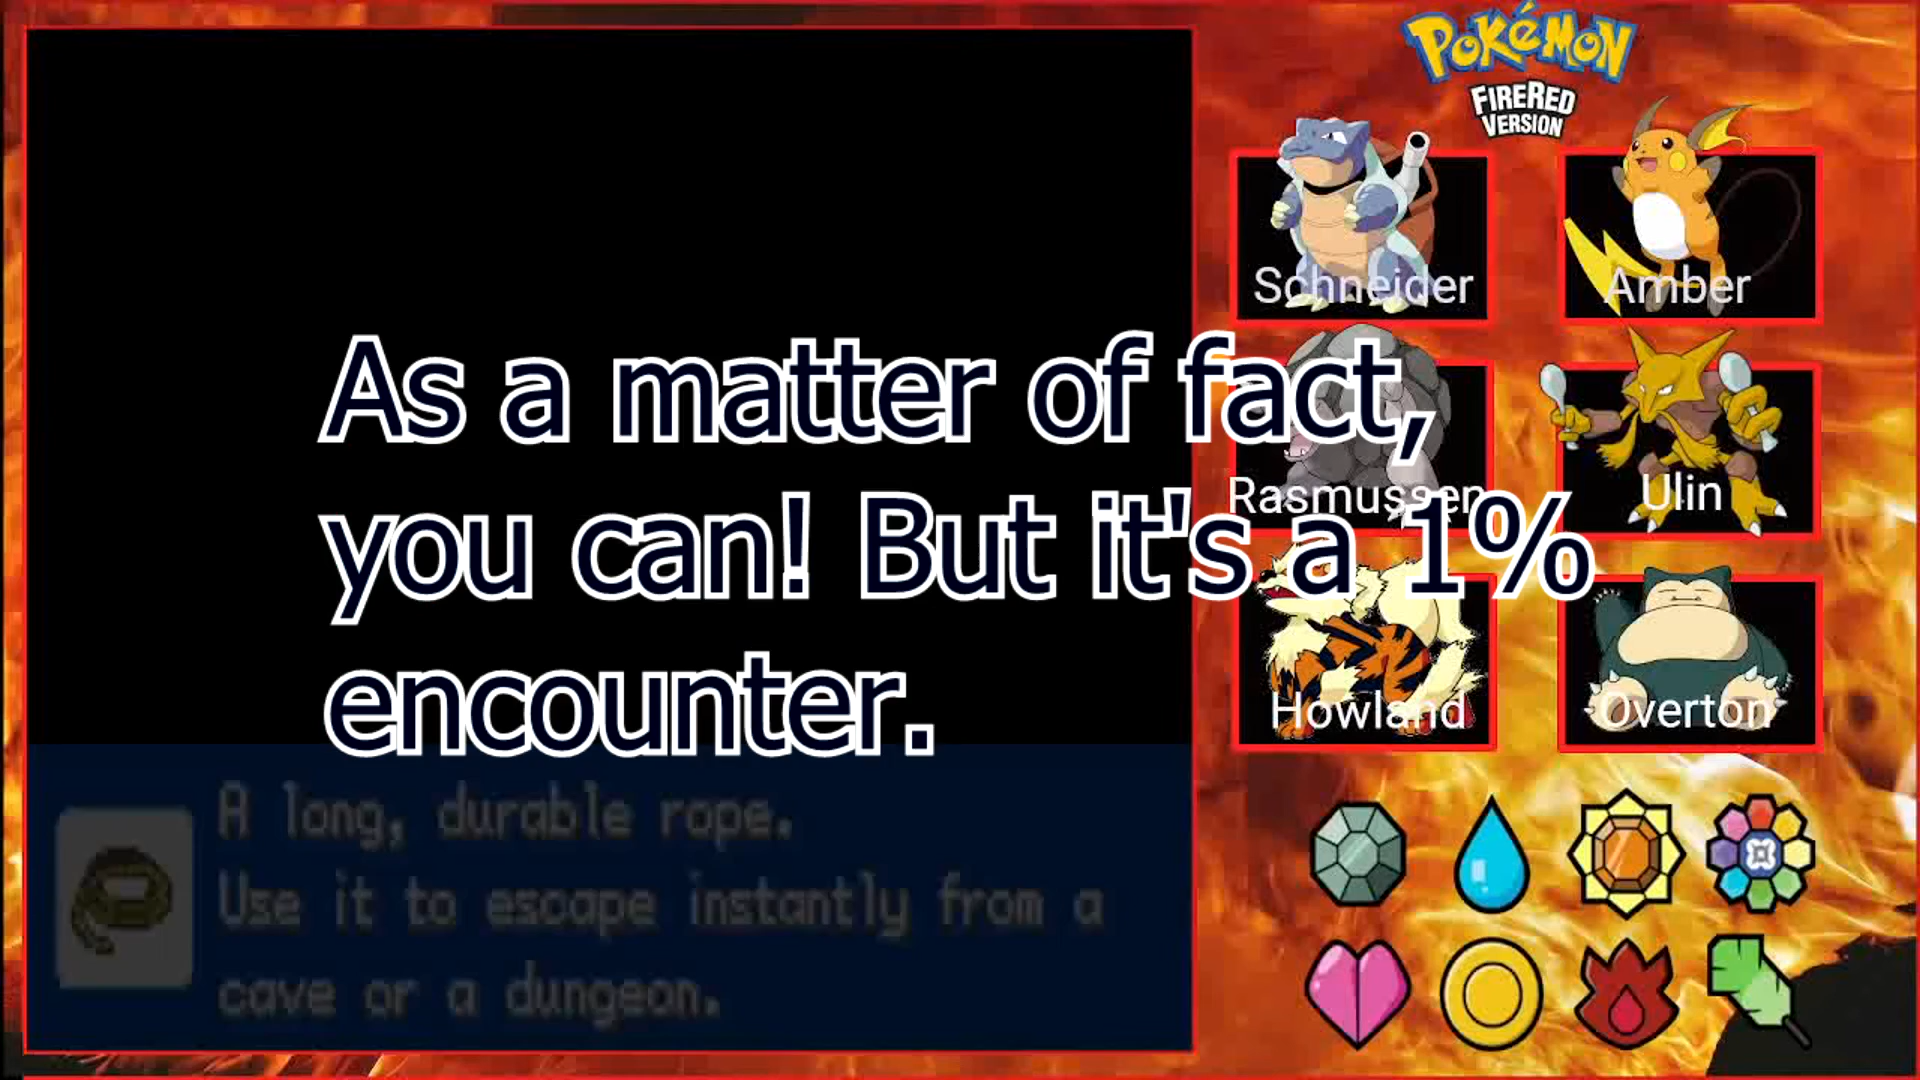 POKéMON
FIRERED
VERSION
Schneider
Amber
As a matter of fact,
you can! But it's a 1%
encounter.
Rasmussen
Ulin
Howland
Overton
A long, durable rope.
Use it to escape instantly from a
cave or a dungeon.